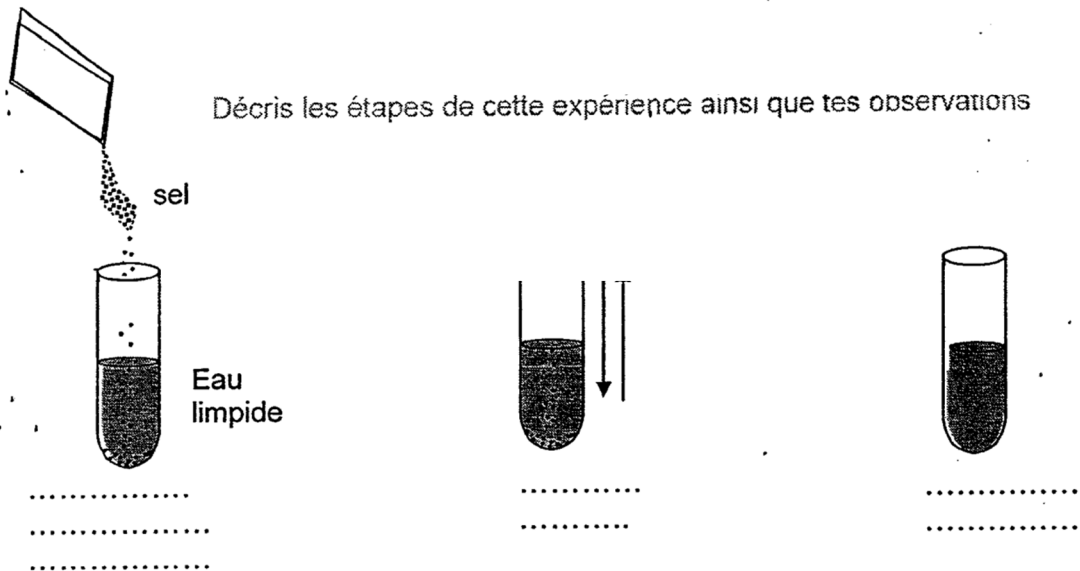 Décris les étapes de cette expérience ainsi que tes observations
sel
Eau
limpide